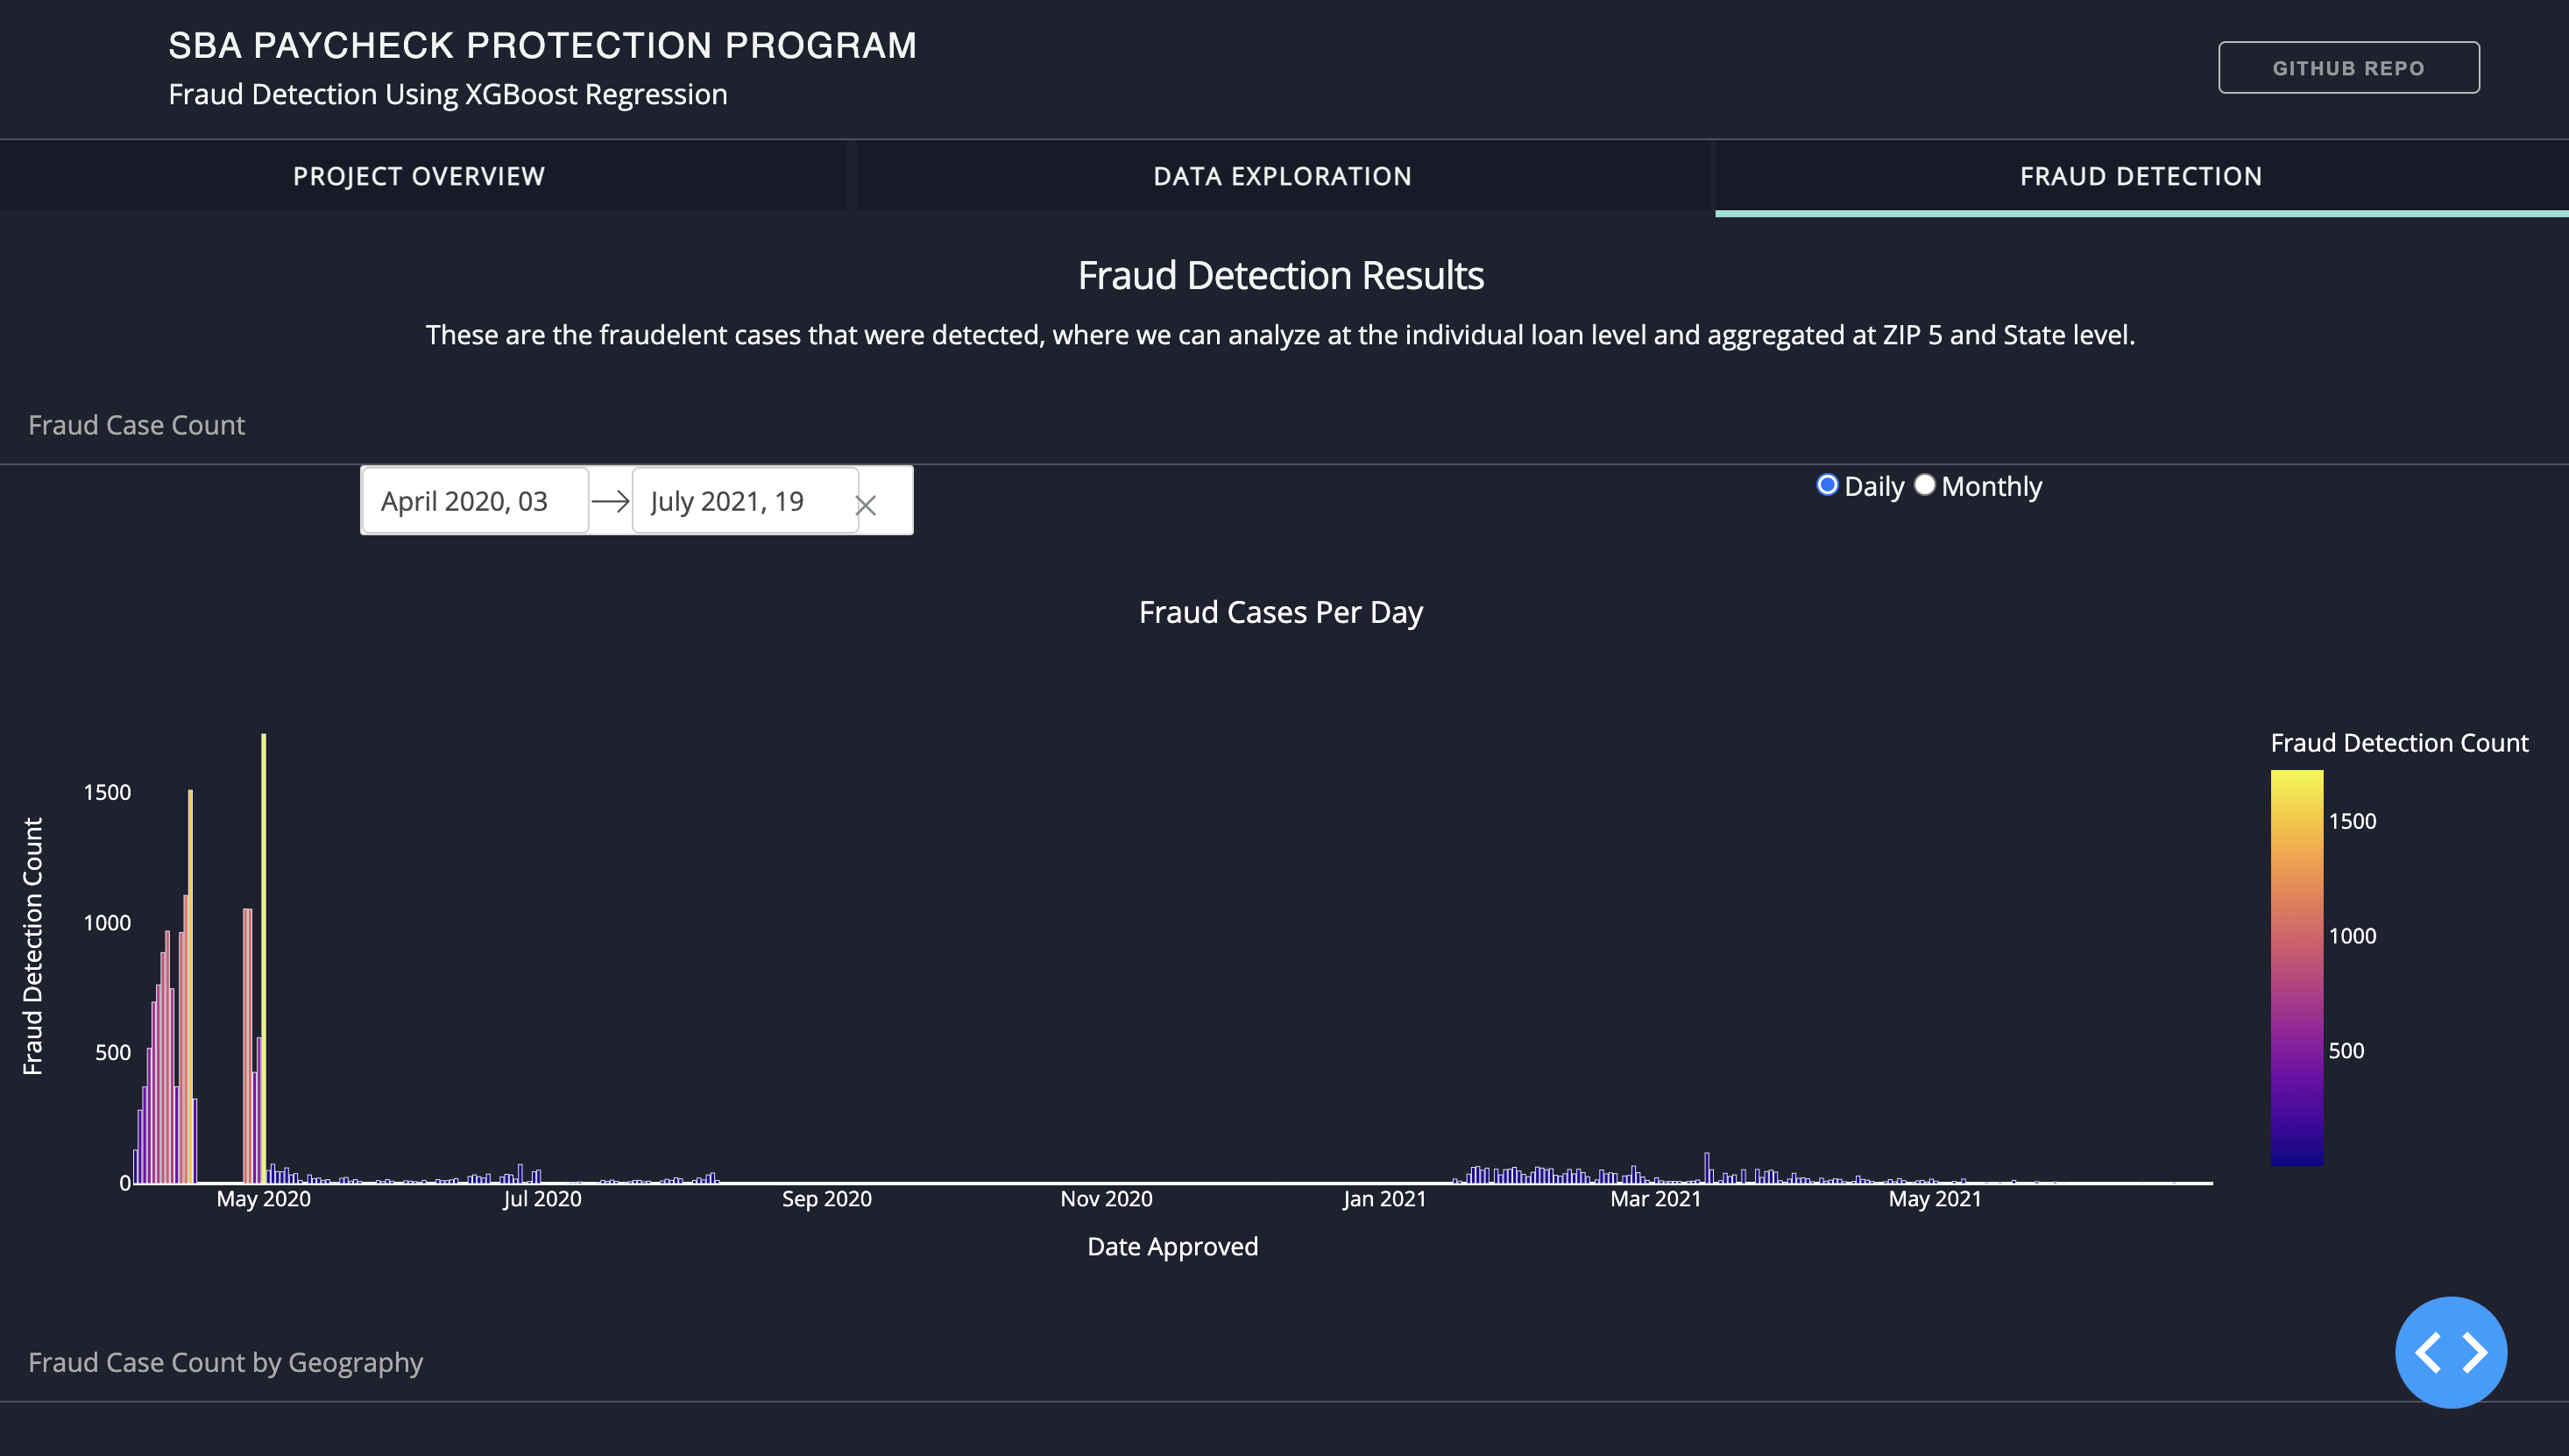 SBA PAYCHECK PROTECTION PROGRAM
Fraud Detection Using XGBoost Regression
GITHUB REPO
PROJECT OVERVIEW
DATA EXPLORATION
FRAUD DETECTION
Fraud Detection Results
These are the fraudelent cases that were detected, where we can analyze at the individual loan level and aggregated at ZIP 5 and State level.
Fraud Case Count
April 2020, 03
July 2021, 19
Daily
Monthly
Fraud Cases Per Day
Fraud Detection Count
1500
1000
500
0
May 2020
Jul 2020
Sep 2020
Nov 2020
Jan 2021
Mar 2021
May 2021
Date Approved
Fraud Detection Count
1500
1000
500
Fraud Case Count by Geography